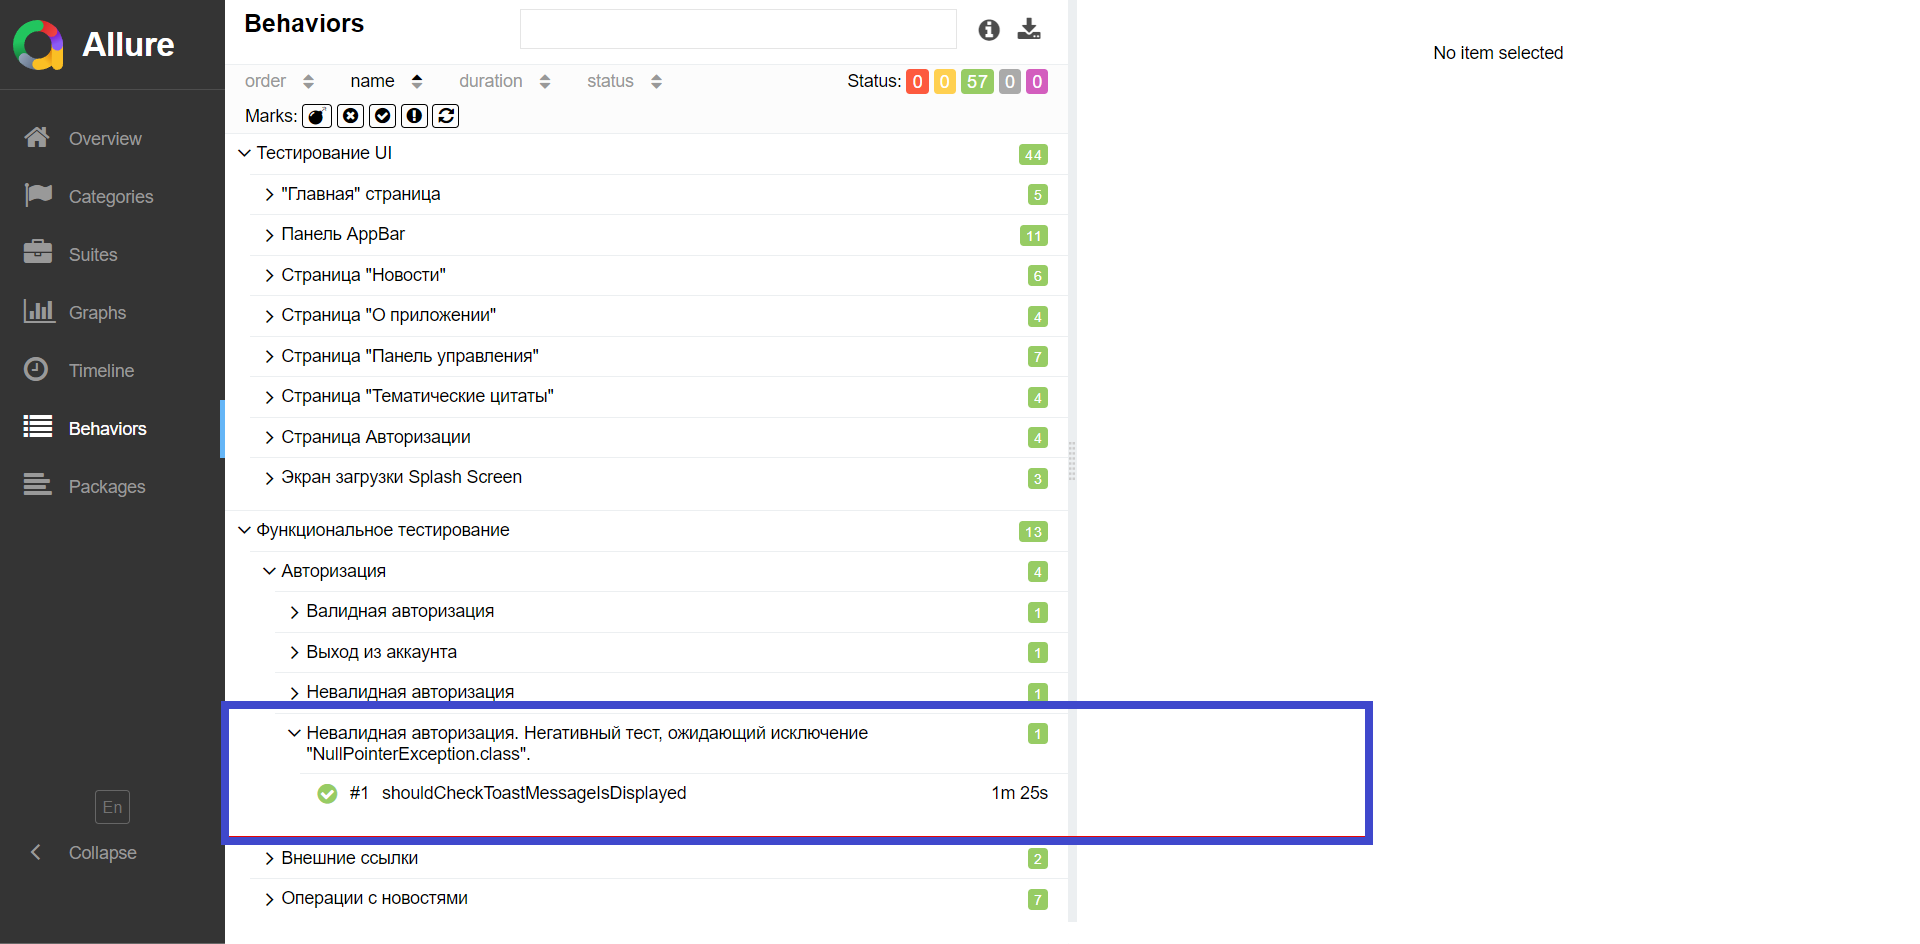 Allure
Overview
Categories
Suites
Graphs
Timeline
Behaviors
Packages
En
Collapse
Behaviors
order name duration status Status: 0 0 57 0 0
Marks:
Тестирование UI 44
"Главная" страница 5
Панель AppBar 11
Страница "Новости" 6
Страница "О приложении" 4
Страница "Панель управления" 7
Страница "Тематические цитаты" 4
Страница Авторизации 4
Экран загрузки Splash Screen 3
Функциональное тестирование 13
Авторизация 4
Валидная авторизация 1
Выход из аккаунта 1
Невалидная авторизация 1
Невалидная авторизация. Негативный тест, ожидающий исключение 1
"NullPointerException.class".
#1 shouldCheckToastMessageIsDisplayed 1m 25s
Внешние ссылки 2
Операции с новостями 7
No item selected